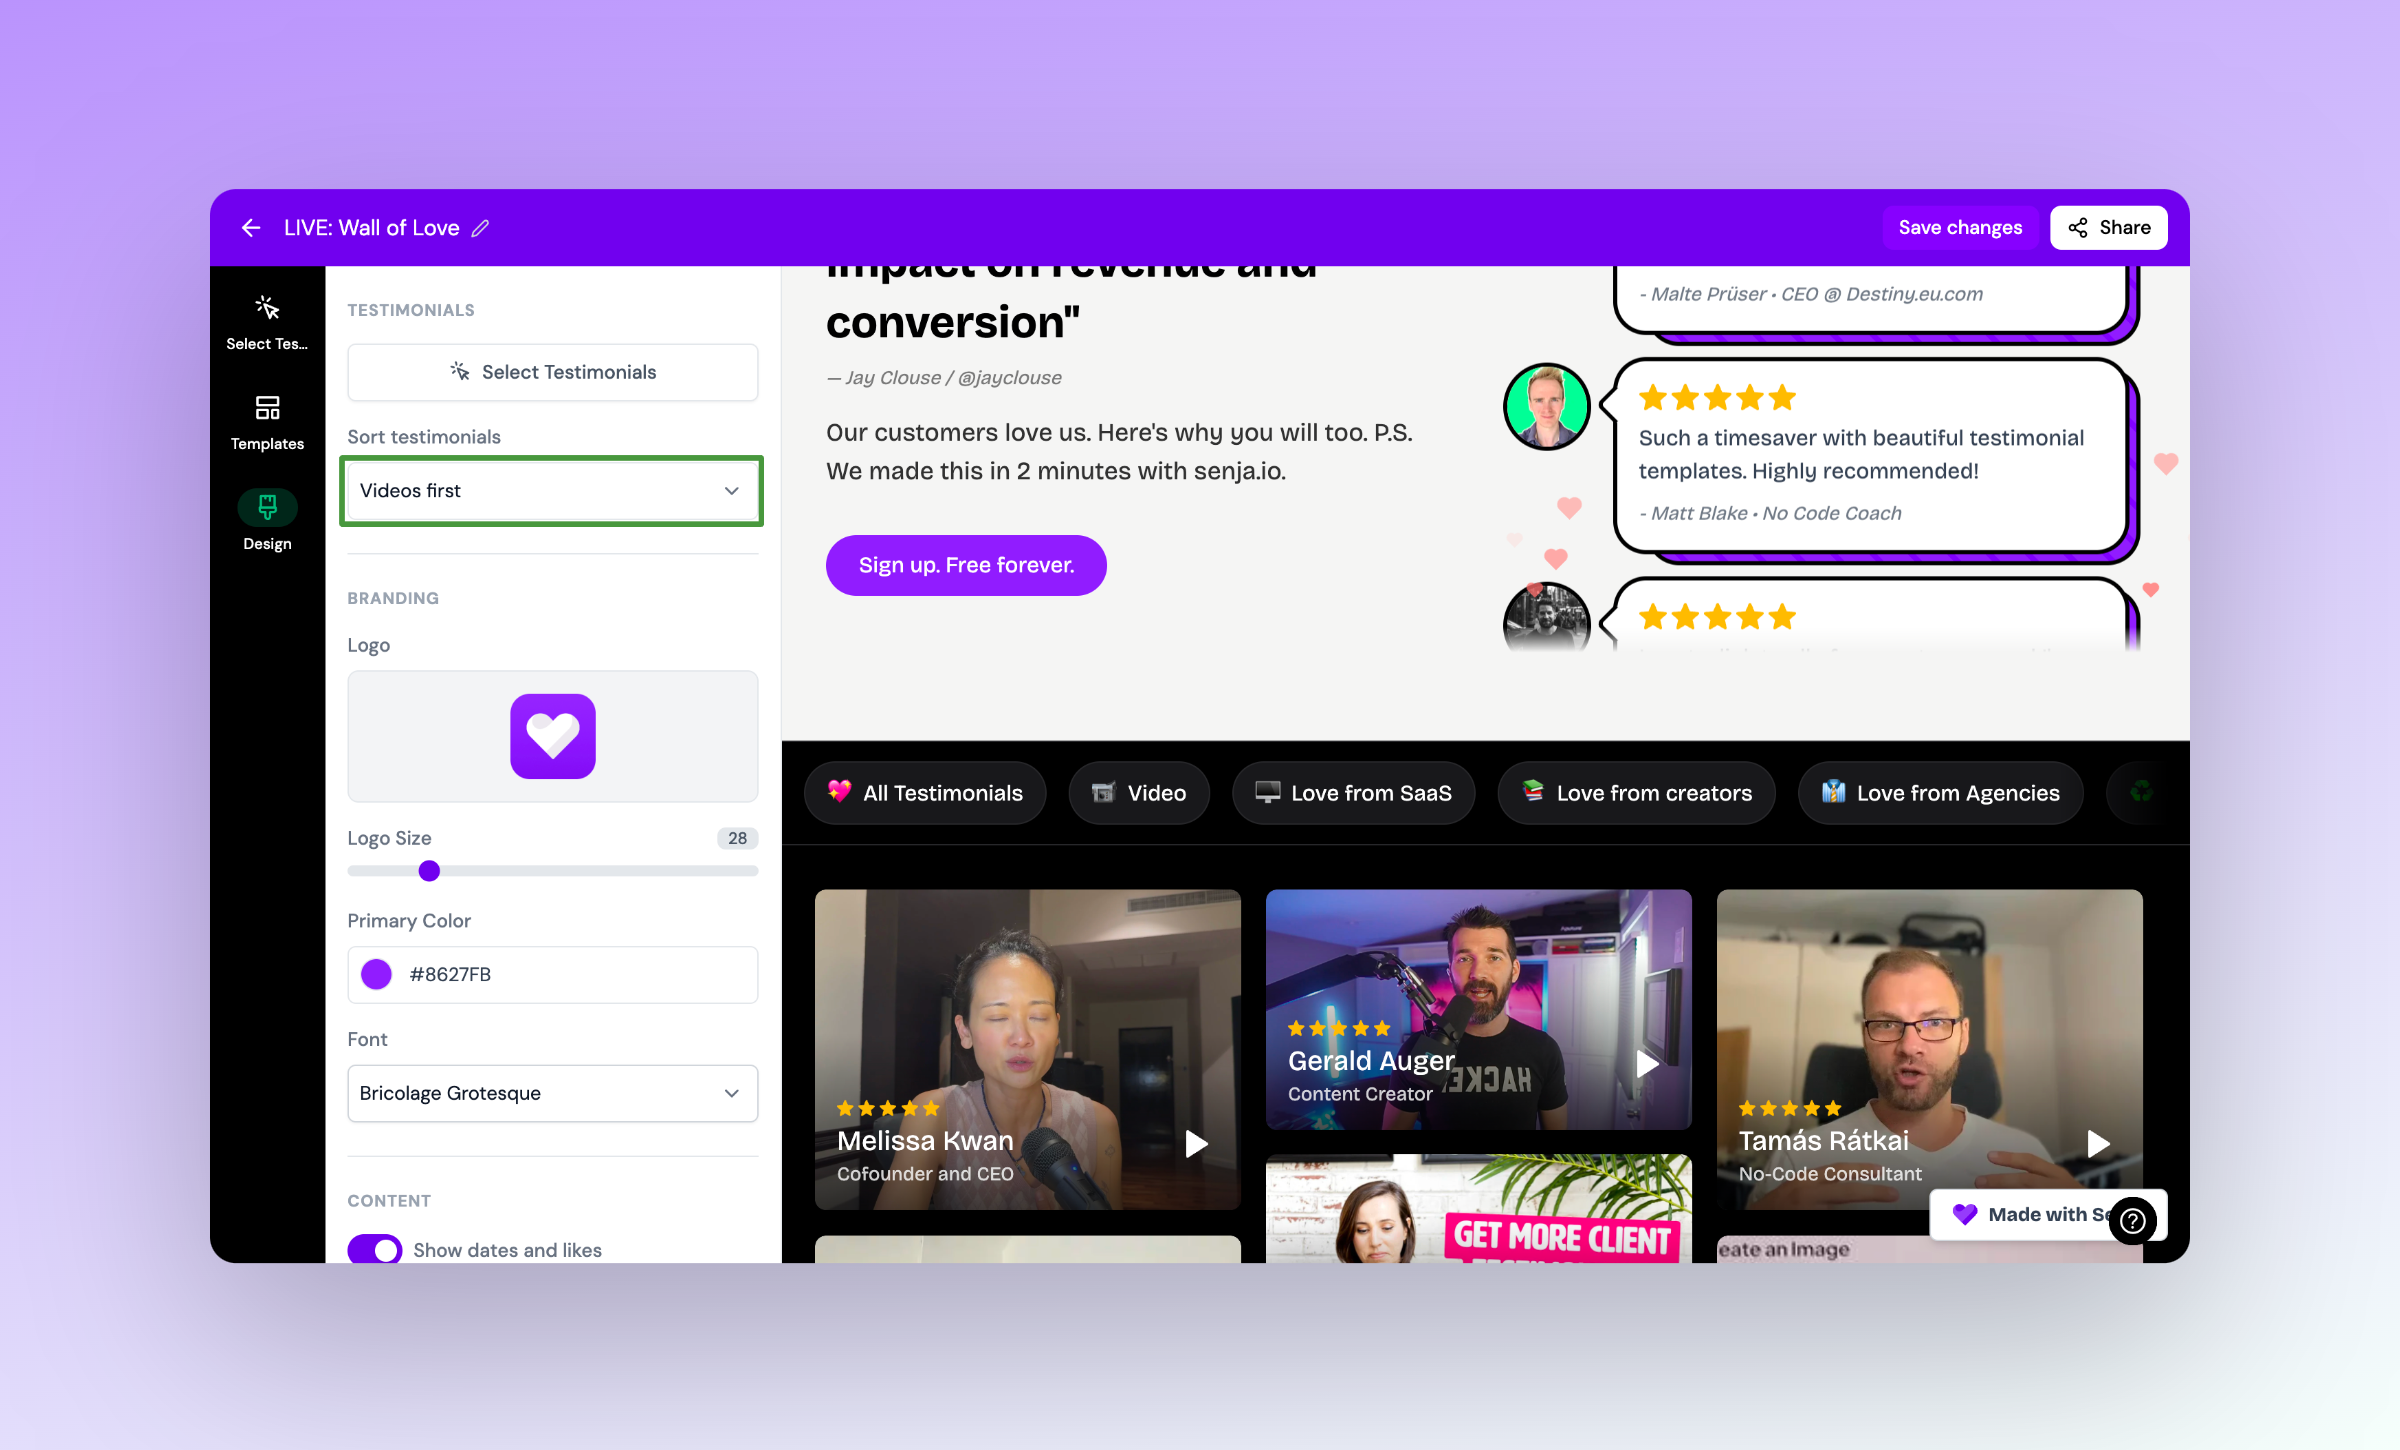 LIVE: Wall of Love
Save changes
Share
Select Tes...
Templates
Design
TESTIMONIALS
Select Testimonials
Sort testimonials
Videos first
BRANDING
Logo
Logo Size
28
Primary Color
#8627FB
Font
Bricolage Grotesque
CONTENT
Show dates and likes
impact on revenue and
conversion"
— Jay Clouse / @jayclouse
Our customers love us. Here's why you will too. P.S.
We made this in 2 minutes with senja.io.
Sign up. Free forever.
- Malte Prüser • CEO @ Destiny.eu.com
Such a timesaver with beautiful testimonial
templates. Highly recommended!
- Matt Blake • No Code Coach
All Testimonials
Video
Love from SaaS
Love from creators
Love from Agencies
Melissa Kwan
Cofounder and CEO
HACKE
Gerald Auger
Content Creator
Tamás Rátkai
No-Code Consultant
GET MORE CLIENT
Made with Se
eate an Image